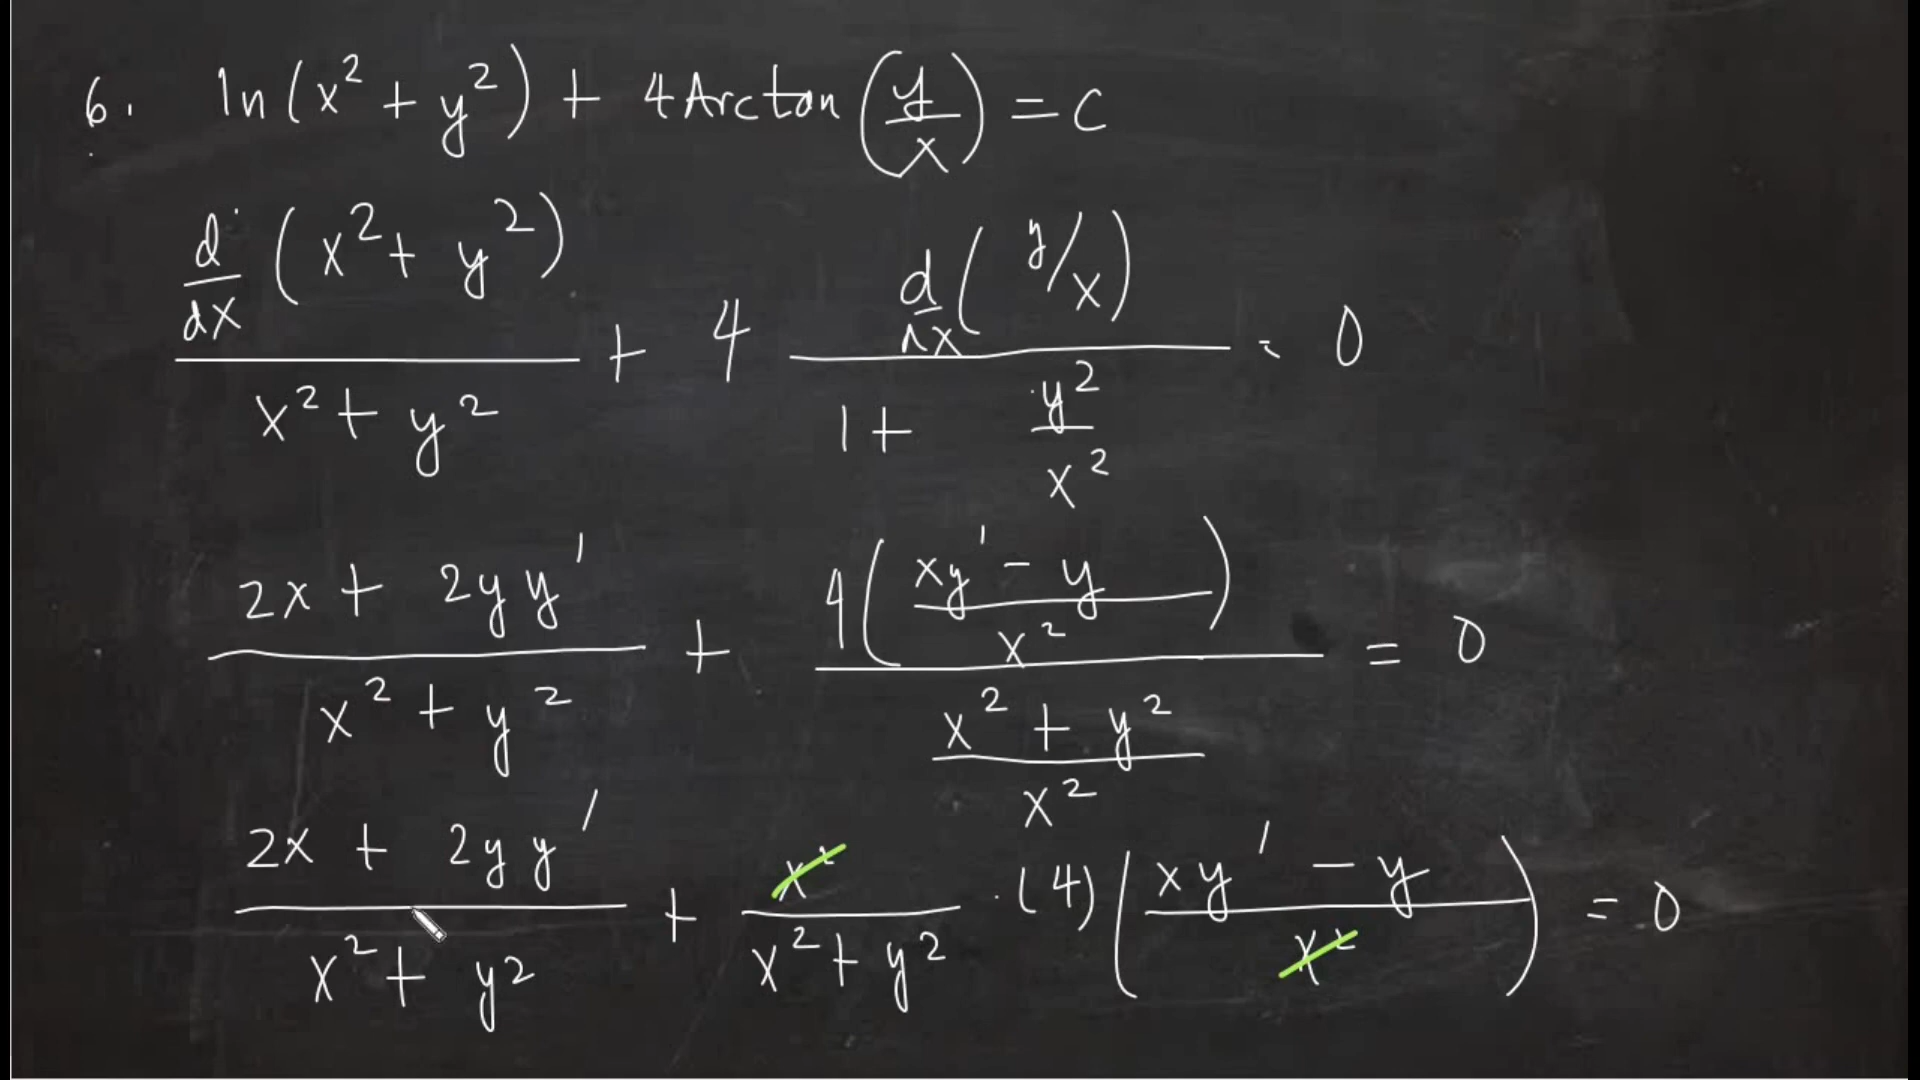 6. ln(x² + y²) + 4Arctan(y/x) = c
d/dx (x² + y²) / (x² + y²) + 4 d/dx(y/x) / (1 + y²/x²) = 0
(2x + 2yy') / (x² + y²) + 4((xy' - y)/x²) / ((x² + y²)/x²) = 0
(2x + 2yy') / (x² + y²) + x²/(x² + y²) · (4)((xy' - y)/x²) = 0